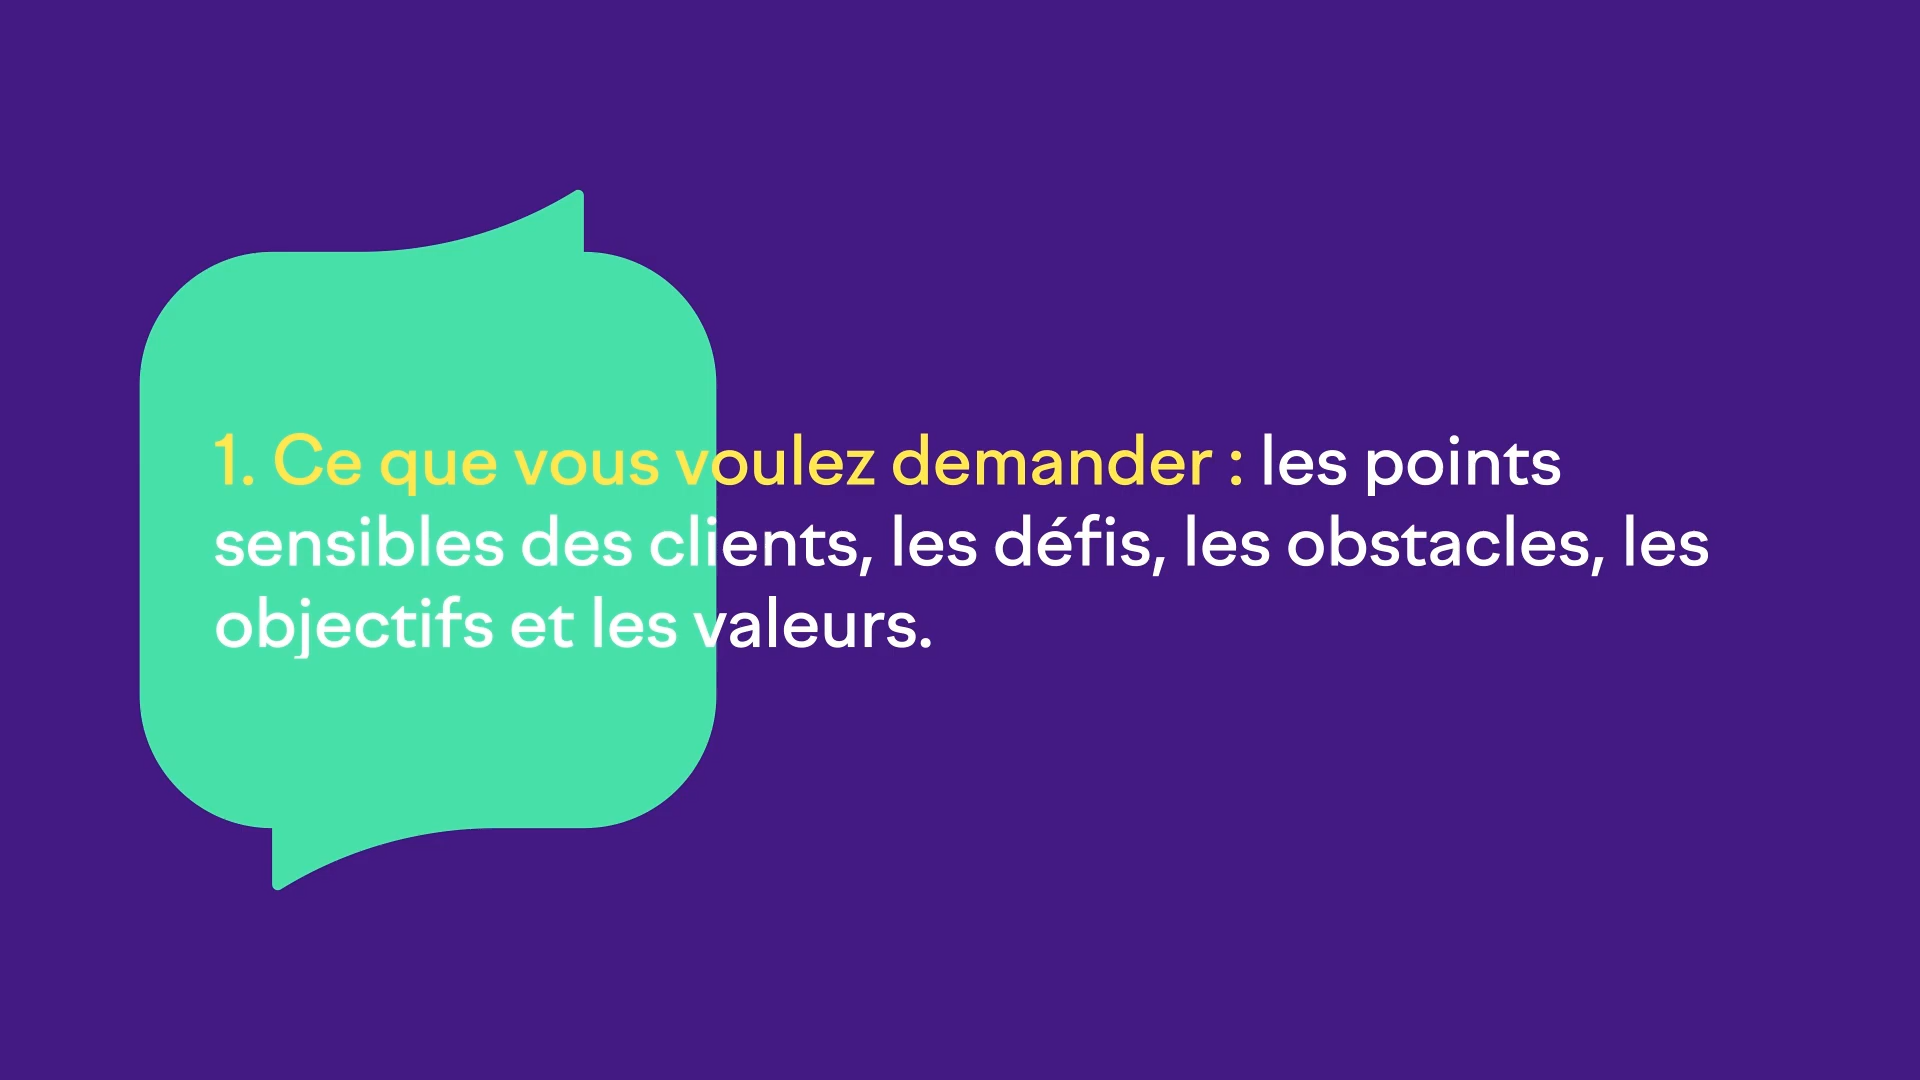 1. Ce que vous voulez demander : les points
sensibles des clients, les défis, les obstacles, les
objectifs et les valeurs.